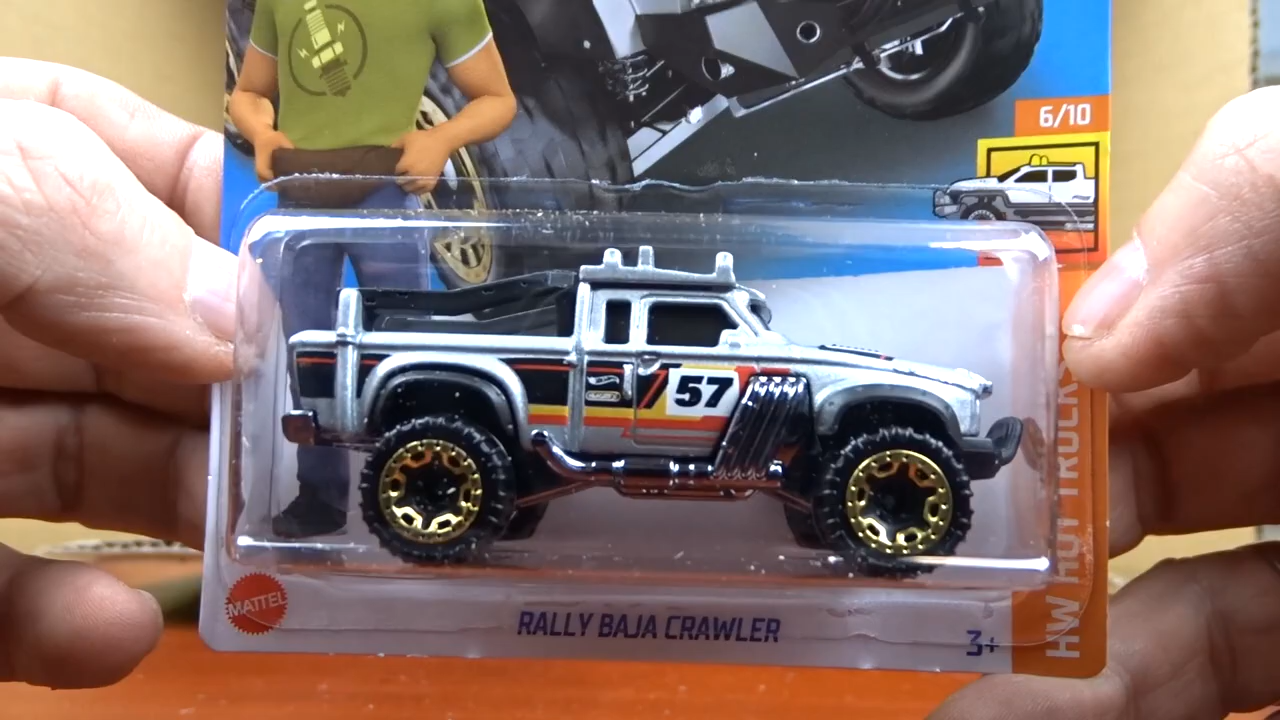 6/10
57
MATTEL
RALLY BAJA CRAWLER
3+
HW HOT TRUCKS